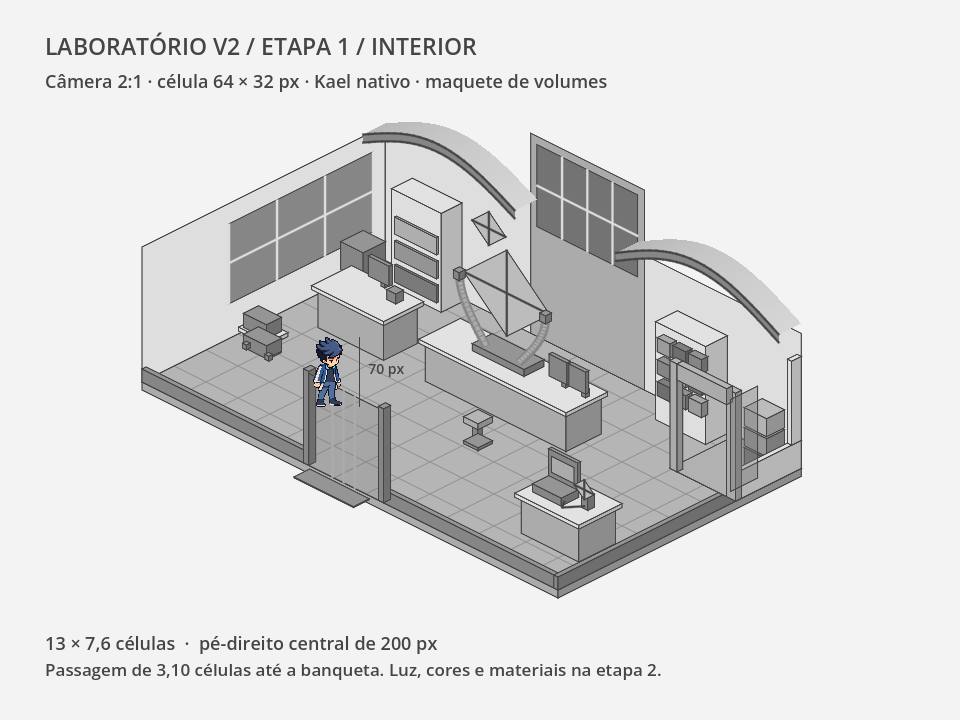 LABORATÓRIO V2 / ETAPA 1 / INTERIOR
Câmera 2:1 · célula 64 × 32 px · Kael nativo · maquete de volumes
70 px
13 × 7,6 células · pé-direito central de 200 px
Passagem de 3,10 células até a banqueta. Luz, cores e materiais na etapa 2.